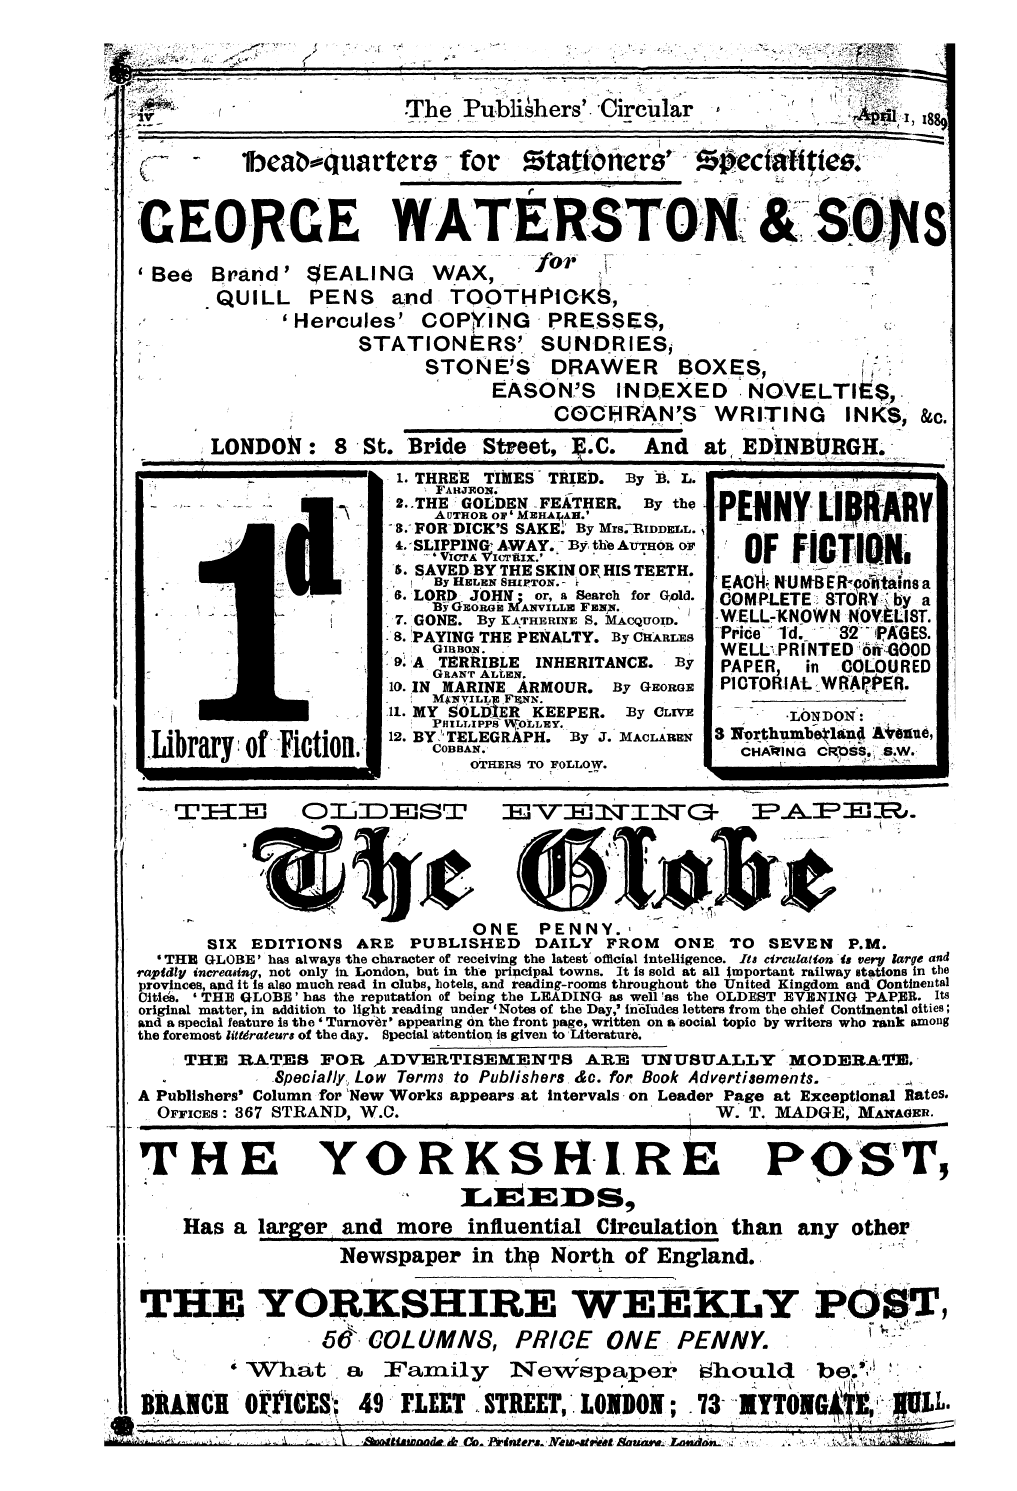 iv
The Publishers' Circular
April 1, 1889
Head-quarters for Stationers' Specialities.
GEORGE WATERSTON & SONS
for
'Bee Brand' SEALING WAX,
QUILL PENS and TOOTHPICKS,
'Hercules' COPYING PRESSES,
STATIONERS' SUNDRIES,
STONE'S DRAWER BOXES,
EASON'S INDEXED NOVELTIES,
COCHRAN'S WRITING INKS, &c.
LONDON: 8 St. Bride Street, E.C. And at EDINBURGH.
1d
Library of Fiction.
1. THREE TIMES TRIED. By B. L.
FARJEON.
2. THE GOLDEN FEATHER. By the
AUTHOR OF 'MEHALAH.'
3. FOR DICK'S SAKE. By MRS. RIDDELL.
4. SLIPPING AWAY. By the AUTHOR OF
'VICTA VICTRIX.'
5. SAVED BY THE SKIN OF HIS TEETH.
By HELEN SHIPTON.
6. LORD JOHN; or, a Search for Gold.
By GEORGE MANVILLE FENN.
7. GONE. By KATHERINE S. MACQUOID.
8. PAYING THE PENALTY. By CHARLES
GIBBON.
9. A TERRIBLE INHERITANCE. By
GRANT ALLEN.
10. IN MARINE ARMOUR. By GEORGE
MANVILLE FENN.
11. MY SOLDIER KEEPER. By CLIVE
PHILLIPPS WOLLEY.
12. BY TELEGRAPH. By J. MACLAREN
COBBAN.
OTHERS TO FOLLOW.
PENNY LIBRARY
OF FICTION.
EACH NUMBER contains a
COMPLETE STORY by a
WELL-KNOWN NOVELIST.
Price 1d. 32 PAGES.
WELL PRINTED on GOOD
PAPER, in COLOURED
PICTORIAL WRAPPER.
LONDON:
3 Northumberland Avenue,
CHARING CROSS, S.W.
THE OLDEST EVENING PAPER.
The Globe
ONE PENNY.
SIX EDITIONS ARE PUBLISHED DAILY FROM ONE TO SEVEN P.M.
'THE GLOBE' has always the character of receiving the latest official intelligence. Its circulation is very large and
rapidly increasing, not only in London, but in the principal towns. It is sold at all important railway stations in the
provinces, and it is also much read in clubs, hotels, and reading-rooms throughout the United Kingdom and Continental
Cities. 'THE GLOBE' has the reputation of being the LEADING as well as the OLDEST EVENING PAPER. Its
original matter, in addition to light reading under 'Notes of the Day,' includes letters from the chief Continental cities;
and a special feature is the 'Turnover' appearing on the front page, written on a social topic by writers who rank among
the foremost littérateurs of the day. Special attention is given to Literature.
THE RATES FOR ADVERTISEMENTS ARE UNUSUALLY MODERATE.
Specially Low Terms to Publishers &c. for Book Advertisements.
A Publishers' Column for New Works appears at intervals on Leader Page at Exceptional Rates.
OFFICES: 367 STRAND, W.C. W. T. MADGE, MANAGER.
THE YORKSHIRE POST,
LEEDS,
Has a larger and more influential Circulation than any other
Newspaper in the North of England.
THE YORKSHIRE WEEKLY POST,
56 COLUMNS, PRICE ONE PENNY.
'What a Family Newspaper should be.'
BRANCH OFFICES: 49 FLEET STREET, LONDON; 73 MYTONGATE, HULL.
Spottiswoode & Co. Printers, New-street Square, London.